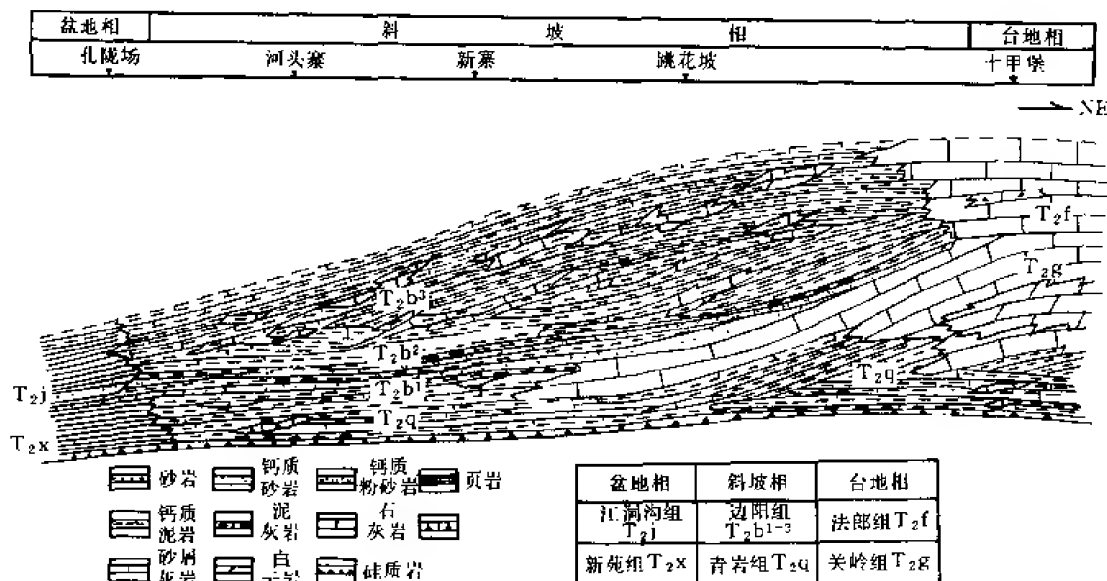 盆地相 斜坡相 台地相
孔陇场 河头寨 新寨 跳花坡 十甲堡
NE
T₂f
T₂g
T₂b³
T₂b²
T₂j
T₂b¹
T₂q
T₂q
T₂x
砂岩 钙质砂岩 钙质粉砂岩 页岩
钙质泥岩 泥灰岩 石灰岩
砂屑灰岩 白云岩 硅质岩
盆地相 斜坡相 台地相
江洞沟组T₂j 边阳组T₂b¹⁻³ 法郎组T₂f
新苑组T₂x 青岩组T₂q 关岭组T₂g